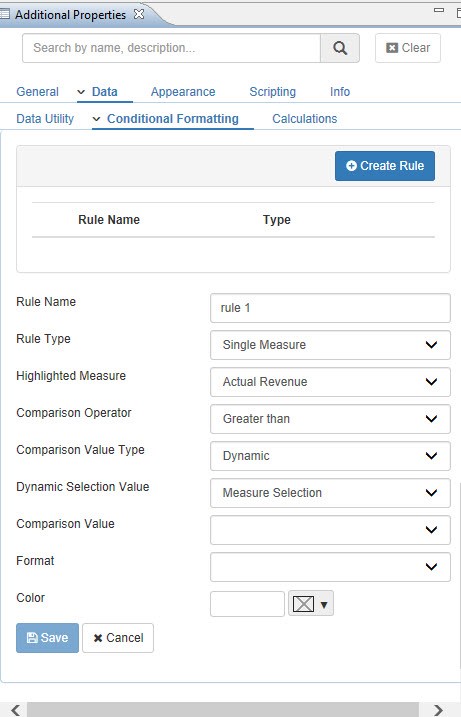 Additional Properties
Search by name, description...
Clear
General Data Appearance Scripting Info
Data Utility Conditional Formatting Calculations
Create Rule
Rule Name Type
Rule Name rule 1
Rule Type Single Measure
Highlighted Measure Actual Revenue
Comparison Operator Greater than
Comparison Value Type Dynamic
Dynamic Selection Value Measure Selection
Comparison Value
Format
Color
Save Cancel